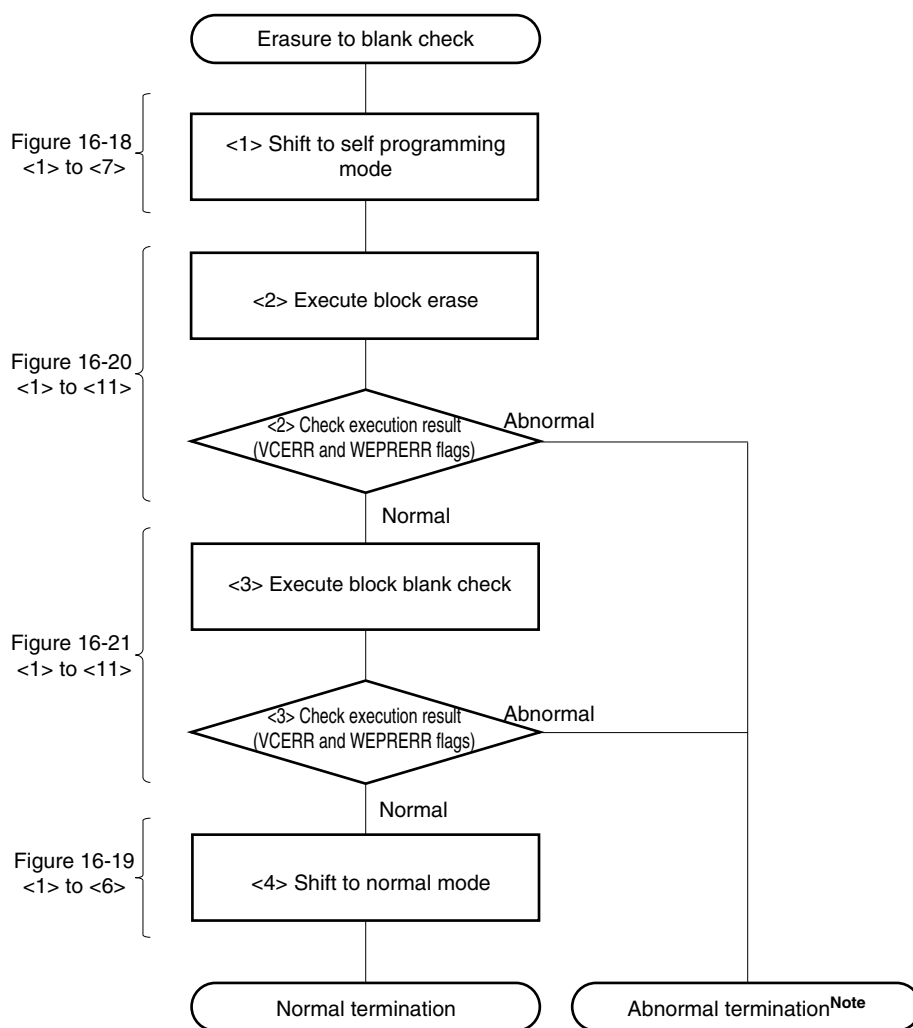 Erasure to blank check
Figure 16-18
<1> to <7>
<1> Shift to self programming
mode
<2> Execute block erase
Figure 16-20
<1> to <11>
<2> Check execution result
(VCERR and WEPRERR flags)
Abnormal
Normal
<3> Execute block blank check
Figure 16-21
<1> to <11>
<3> Check execution result
(VCERR and WEPRERR flags)
Abnormal
Normal
Figure 16-19
<1> to <6>
<4> Shift to normal mode
Normal termination
Abnormal terminationNote